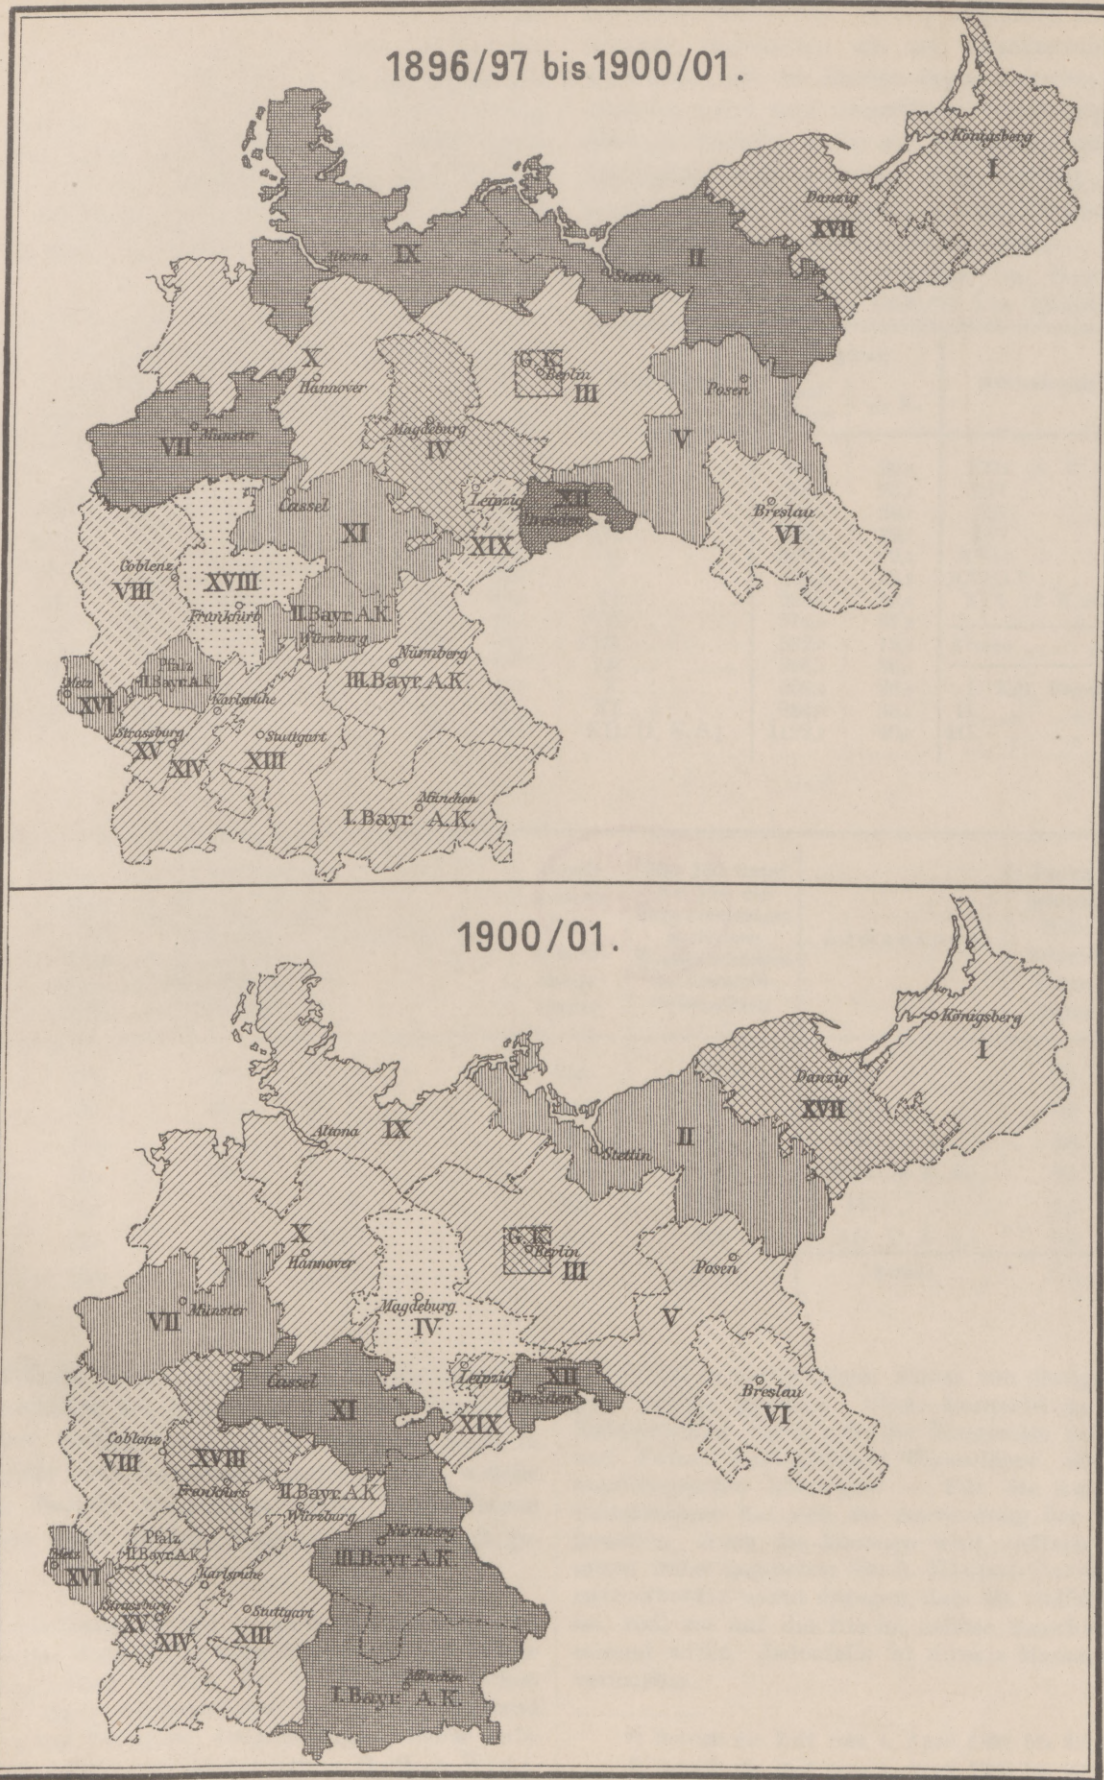 1896/97 bis 1900/01.
Königsberg
I
Danzig
XVII
Altona
IX
II
Stettin
X
Hannover
G. K.
Berlin
III
Posen
VII
Münster
Magdeburg
IV
V
Cassel
XI
Leipzig
XIX
XII
Dresden
Breslau
VI
Coblenz
VIII
XVIII
Frankfurt
II.Bayr.A.K.
Würzburg
Metz
XVI
Pfalz
II.Bayr.A.K.
Nürnberg
III.Bayr.A.K.
Karlsruhe
Strassburg
XV
XIV
Stuttgart
XIII
München
I.Bayr. A.K.
1900/01.
Königsberg
I
Danzig
XVII
Altona
IX
II
Stettin
X
Hannover
G. K.
Berlin
III
Posen
VII
Münster
Magdeburg
IV
V
Cassel
XI
Leipzig
XIX
XII
Dresden
Breslau
VI
Coblenz
VIII
XVIII
Frankfurt
II.Bayr.A.K.
Würzburg
Metz
XVI
Pfalz
II.Bayr.A.K.
Nürnberg
III.Bayr.A.K.
Karlsruhe
Strassburg
XV
XIV
Stuttgart
XIII
München
I.Bayr. A.K.